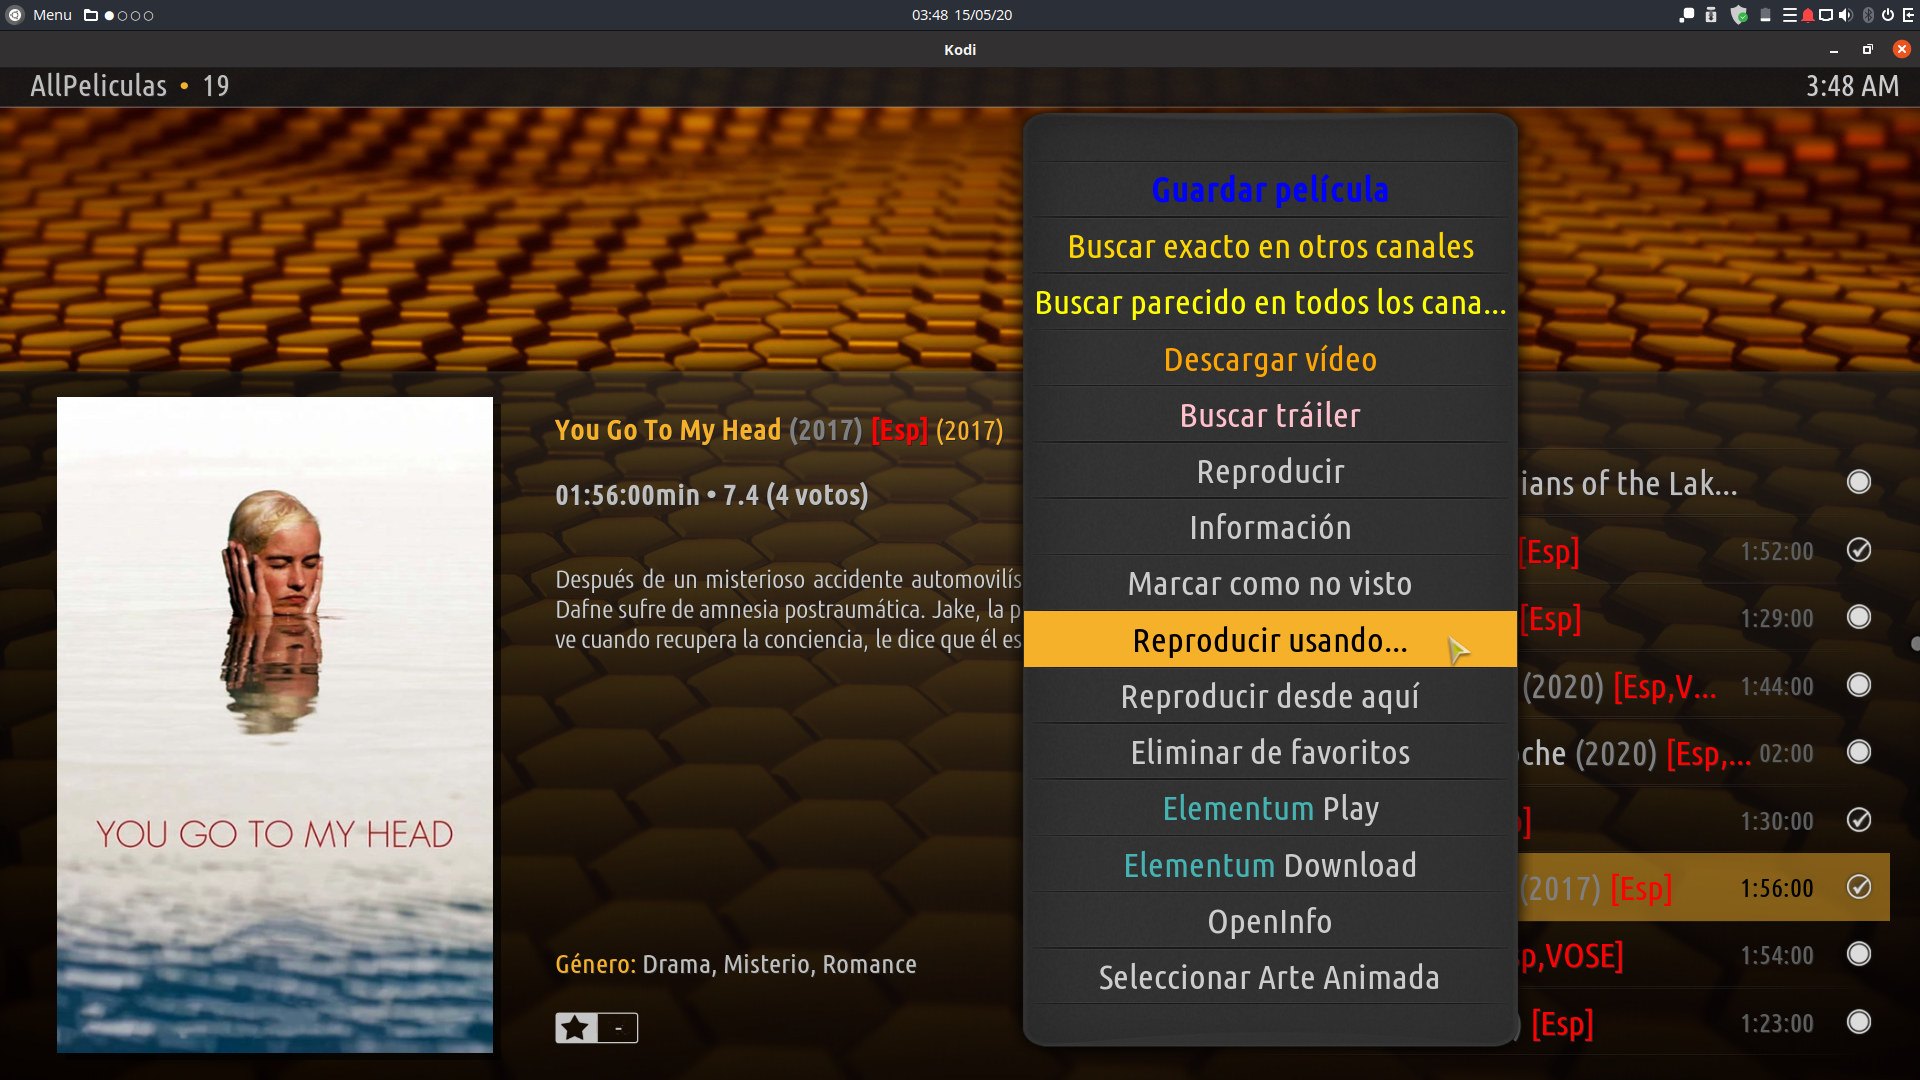 Menu
03:48 15/05/20
Kodi
AllPeliculas • 19
3:48 AM
Guardar película
Buscar exacto en otros canales
Buscar parecido en todos los cana...
Descargar vídeo
Buscar tráiler
Reproducir
Información
Marcar como no visto
Reproducir usando...
Reproducir desde aquí
Eliminar de favoritos
Elementum Play
Elementum Download
OpenInfo
Seleccionar Arte Animada
YOU GO TO MY HEAD
You Go To My Head (2017) [Esp] (2017)
01:56:00min • 7.4 (4 votos)
Después de un misterioso accidente automovilís
Dafne sufre de amnesia postraumática. Jake, la p
ve cuando recupera la conciencia, le dice que él es
Género: Drama, Misterio, Romance
-
ians of the Lak...
[Esp] 1:52:00
[Esp] 1:29:00
(2020) [Esp,V... 1:44:00
oche (2020) [Esp,... 02:00
] 1:30:00
(2017) [Esp] 1:56:00
sp,VOSE] 1:54:00
) [Esp] 1:23:00